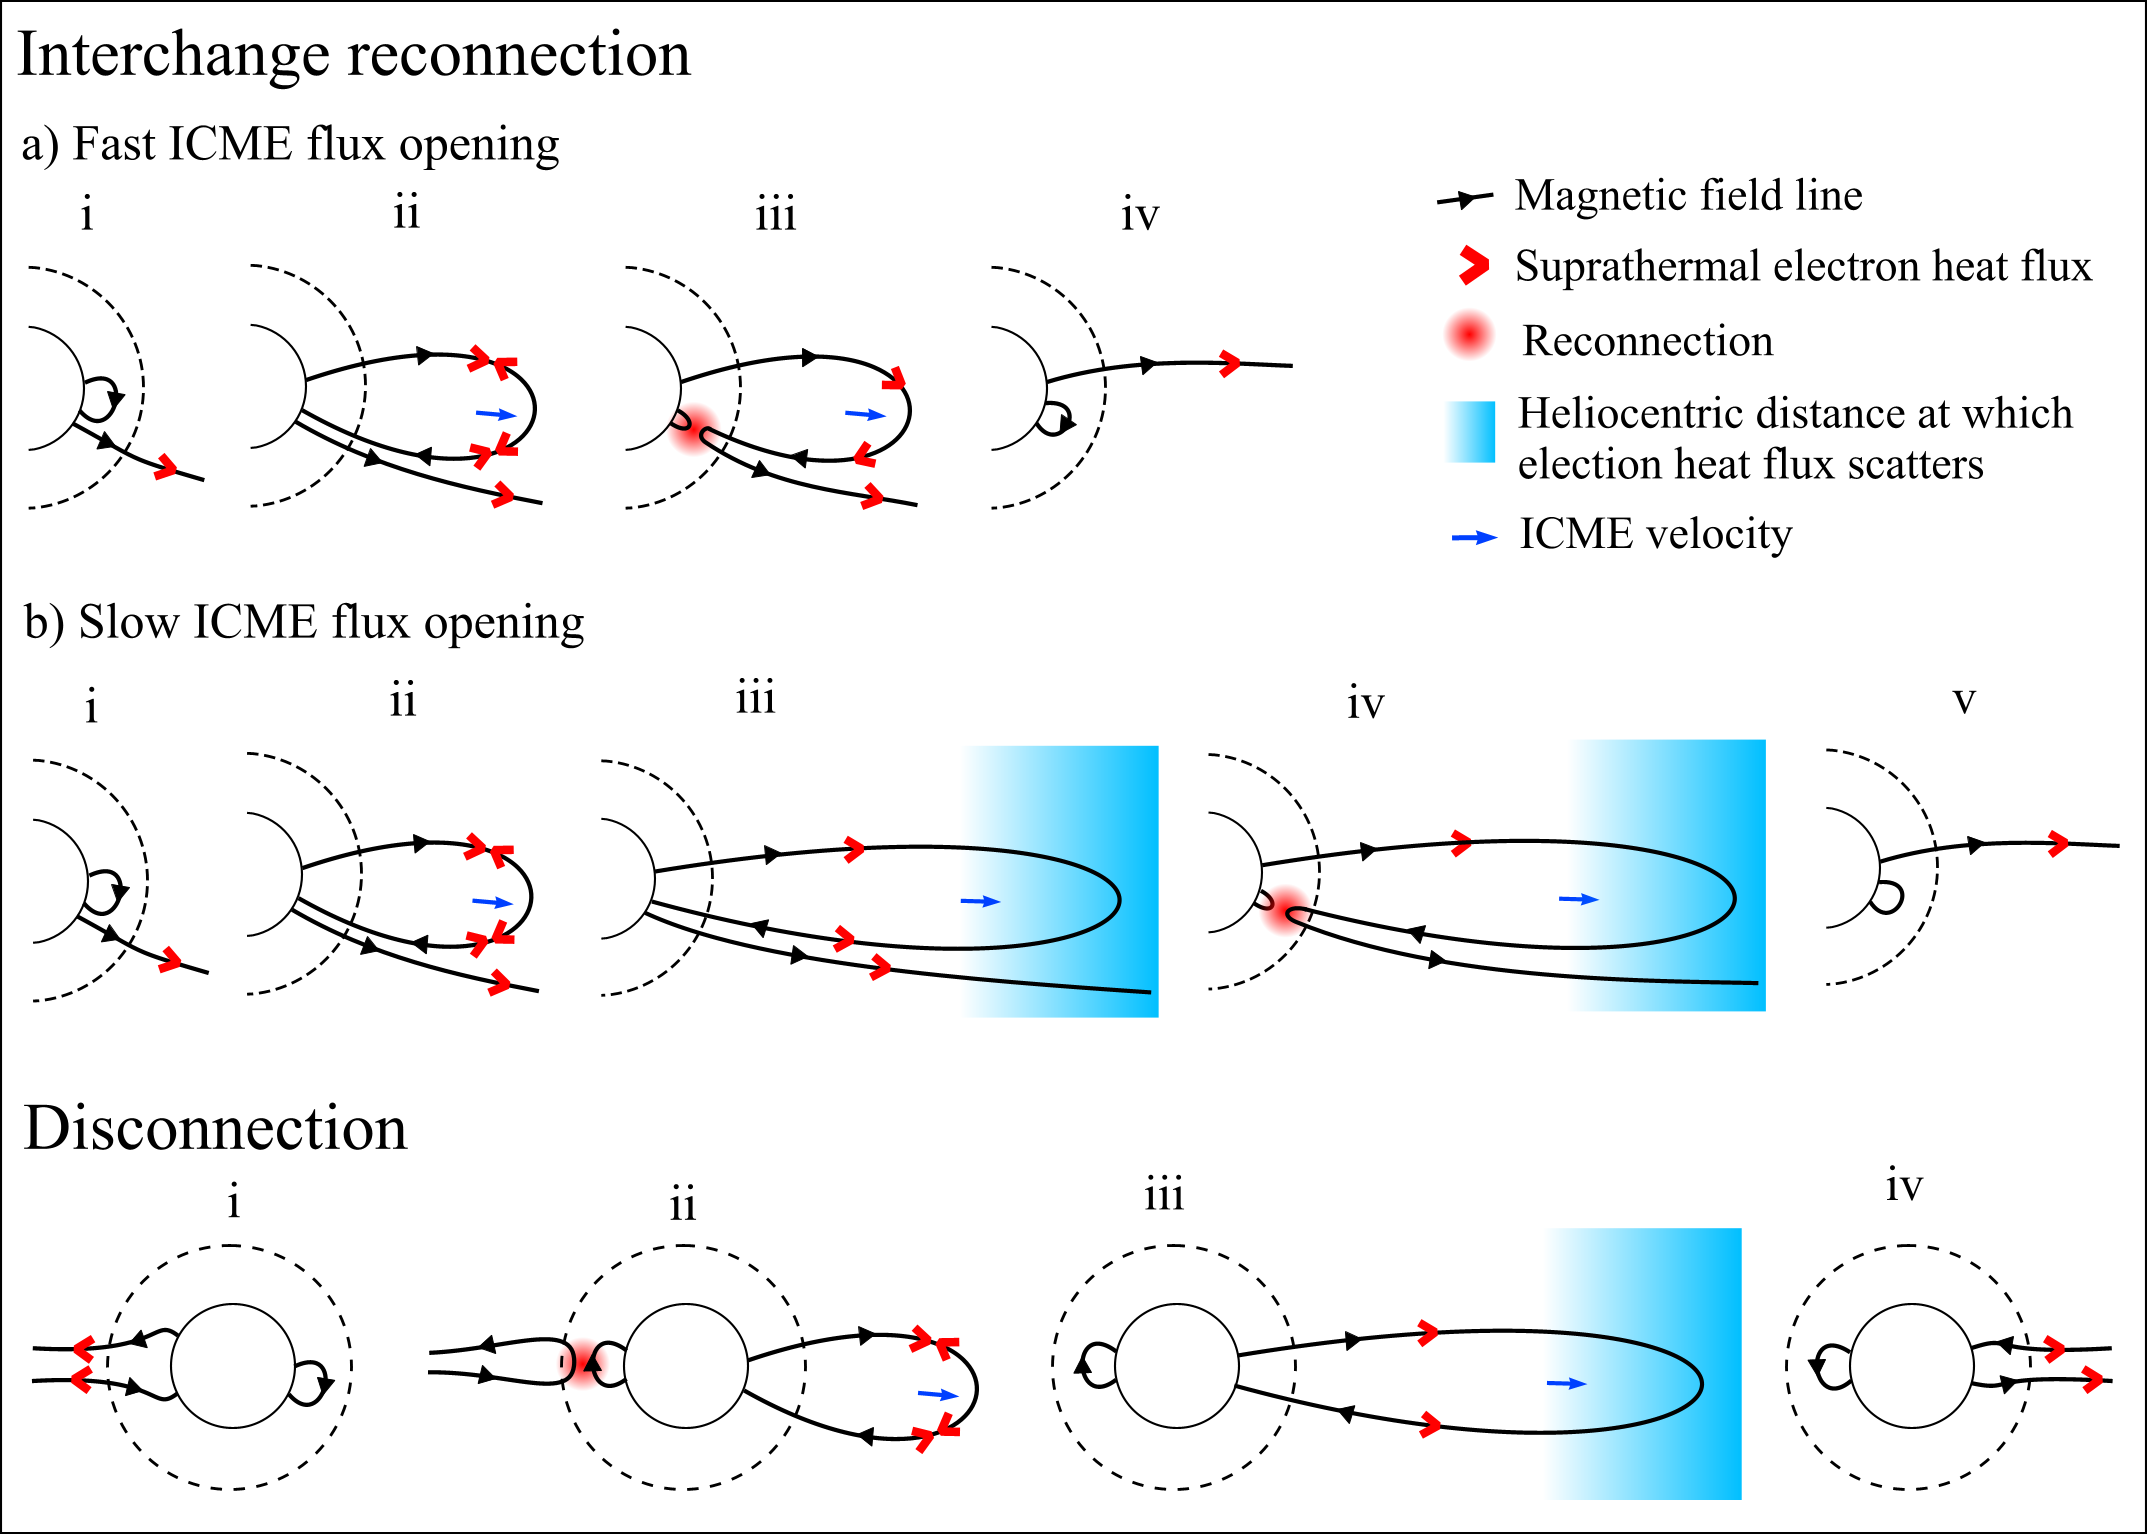 Interchange reconnection
a) Fast ICME flux opening
i ii iii iv
Magnetic field line
Suprathermal electron heat flux
Reconnection
Heliocentric distance at which
election heat flux scatters
ICME velocity
b) Slow ICME flux opening
i ii iii iv v
Disconnection
i ii iii iv